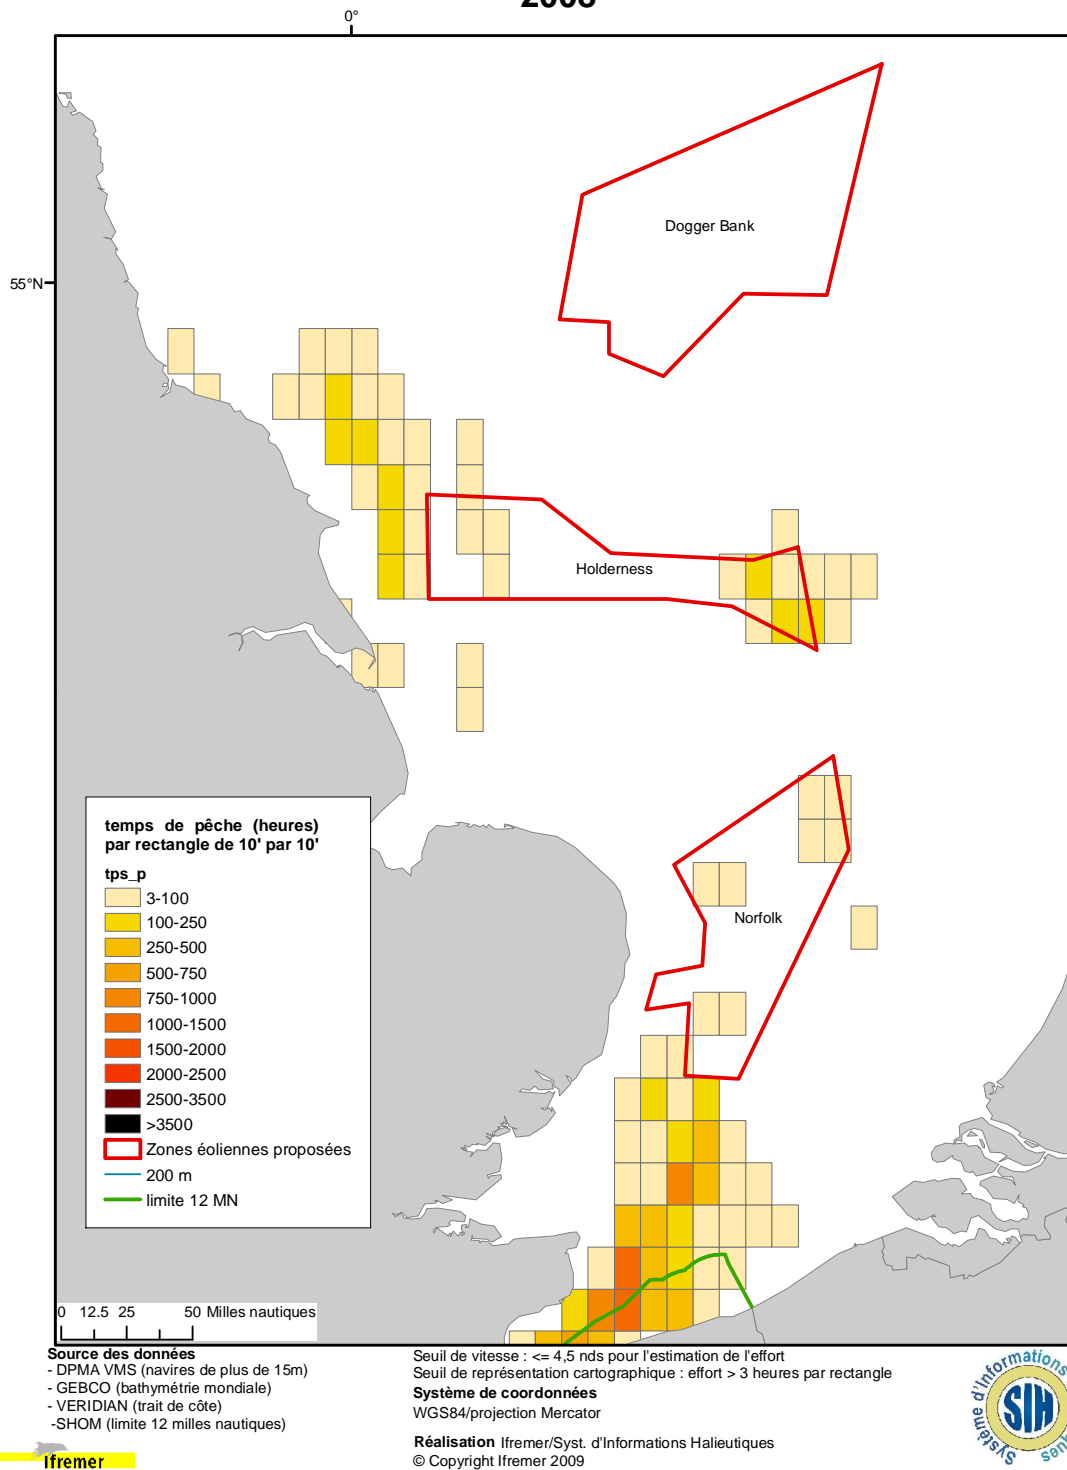 2008
0°
55°N
Dogger Bank
Holderness
Norfolk
temps de pêche (heures)
par rectangle de 10' par 10'
tps_p
3-100
100-250
250-500
500-750
750-1000
1000-1500
1500-2000
2000-2500
2500-3500
>3500
Zones éoliennes proposées
200 m
limite 12 MN
0 12.5 25 50 Milles nautiques
Source des données
- DPMA VMS (navires de plus de 15m)
- GEBCO (bathymétrie mondiale)
- VERIDIAN (trait de côte)
-SHOM (limite 12 milles nautiques)
Seuil de vitesse : <= 4,5 nds pour l'estimation de l'effort
Seuil de représentation cartographique : effort > 3 heures par rectangle
Système de coordonnées
WGS84/projection Mercator
Réalisation Ifremer/Syst. d'Informations Halieutiques
© Copyright Ifremer 2009
Ifremer
Système d'Informations
SIH